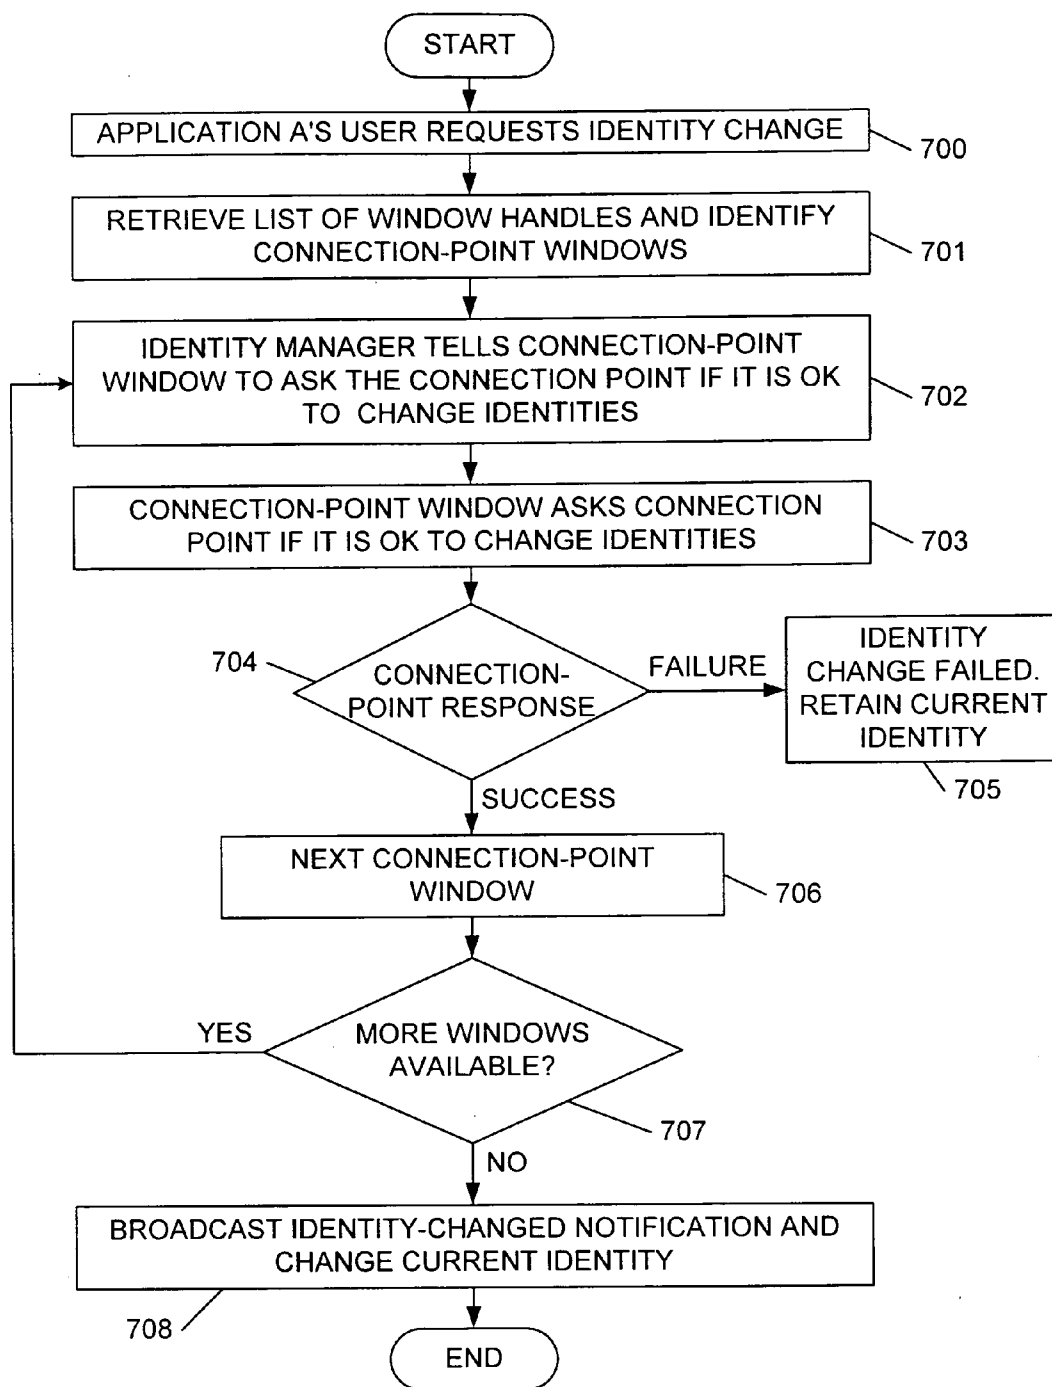 START
APPLICATION A'S USER REQUESTS IDENTITY CHANGE
700
RETRIEVE LIST OF WINDOW HANDLES AND IDENTIFY
CONNECTION-POINT WINDOWS
701
IDENTITY MANAGER TELLS CONNECTION-POINT
WINDOW TO ASK THE CONNECTION POINT IF IT IS OK
TO CHANGE IDENTITIES
702
CONNECTION-POINT WINDOW ASKS CONNECTION
POINT IF IT IS OK TO CHANGE IDENTITIES
703
704
CONNECTION-
POINT RESPONSE
FAILURE
IDENTITY
CHANGE FAILED.
RETAIN CURRENT
IDENTITY
705
SUCCESS
NEXT CONNECTION-POINT
WINDOW
706
YES
MORE WINDOWS
AVAILABLE?
707
NO
BROADCAST IDENTITY-CHANGED NOTIFICATION AND
CHANGE CURRENT IDENTITY
708
END